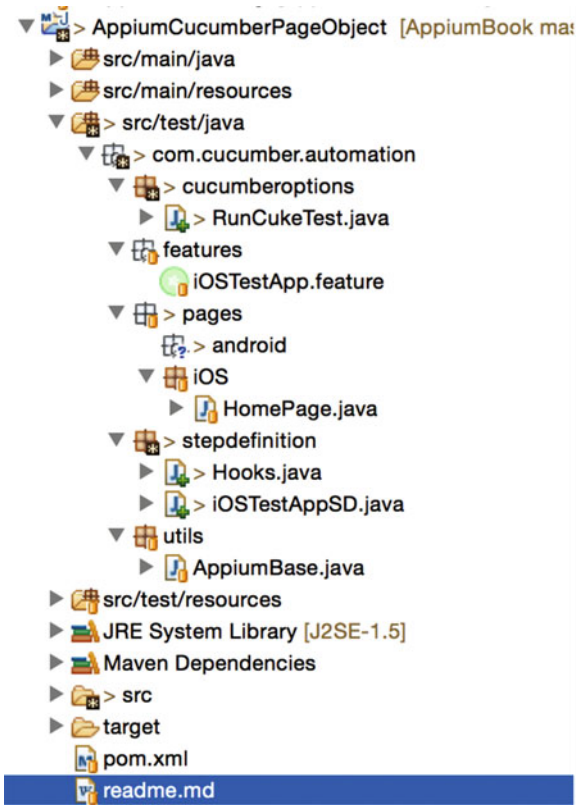 > AppiumCucumberPageObject [AppiumBook mas
src/main/java
src/main/resources
> src/test/java
> com.cucumber.automation
> cucumberoptions
> RunCukeTest.java
features
iOSTestApp.feature
> pages
> android
iOS
HomePage.java
> stepdefinition
> Hooks.java
> iOSTestAppSD.java
utils
AppiumBase.java
src/test/resources
JRE System Library [J2SE-1.5]
Maven Dependencies
> src
target
pom.xml
readme.md